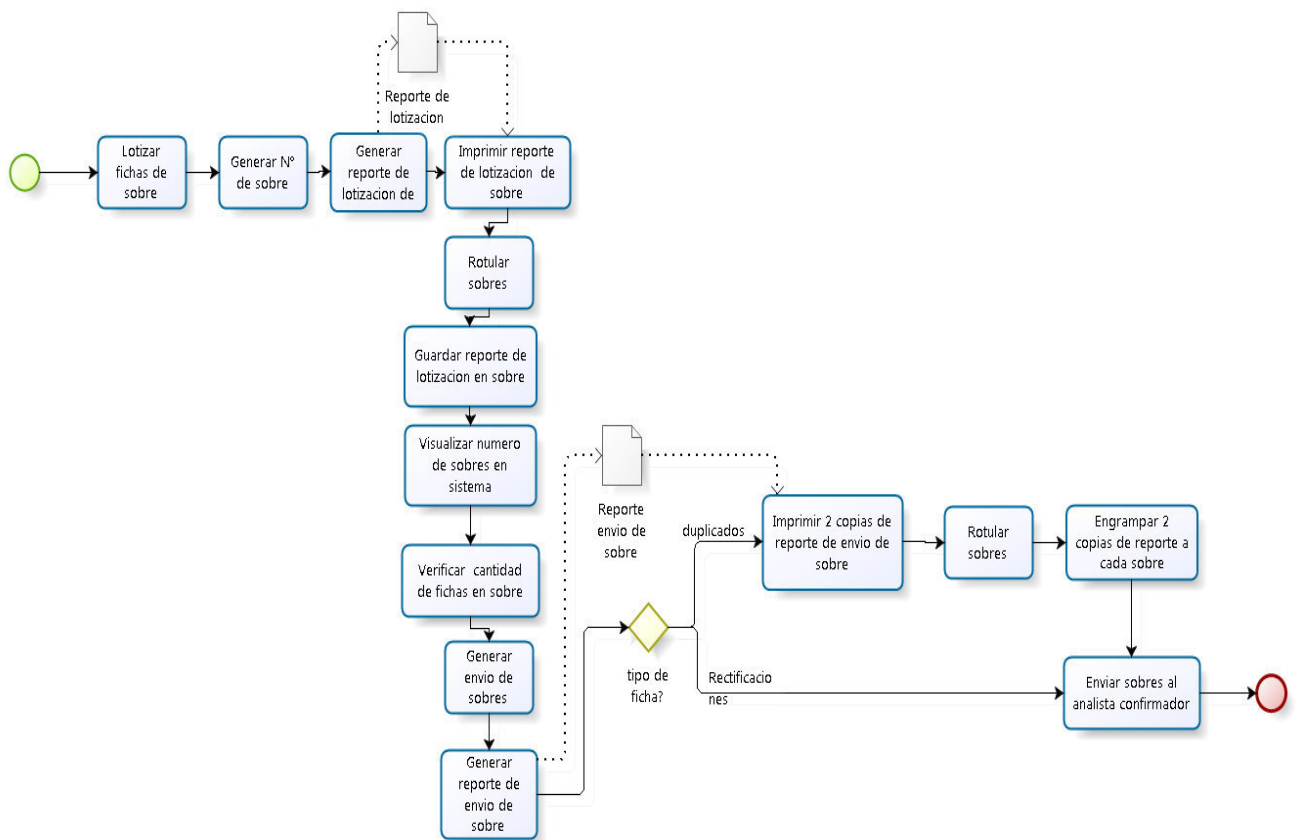 Reporte de
lotizacion
Lotizar
fichas de
sobre
Generar N°
de sobre
Generar
reporte de
lotizacion de
Imprimir reporte
de lotizacion de
sobre
Rotular
sobres
Guardar reporte de
lotizacion en sobre
Visualizar numero
de sobres en
sistema
Verificar cantidad
de fichas en sobre
Generar
envio de
sobres
Generar
reporte de
envio de
sobre
Reporte
envio de
sobre
tipo de
ficha?
duplicados
Imprimir 2 copias de
reporte de envio de
sobre
Rotular
sobres
Engrampar 2
copias de reporte a
cada sobre
Rectificacio
nes
Enviar sobres al
analista confirmador